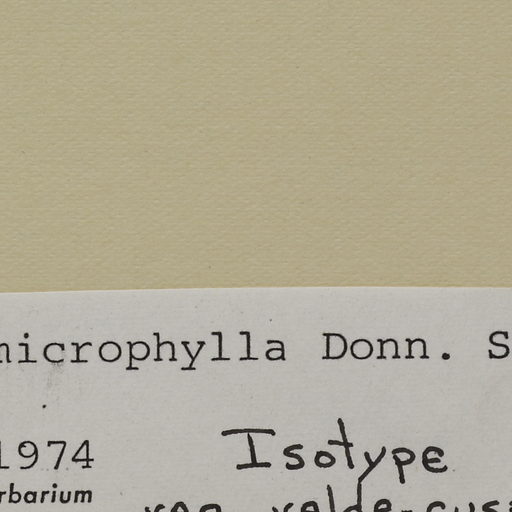 microphylla Donn. S
1974 Isotype
rbarium